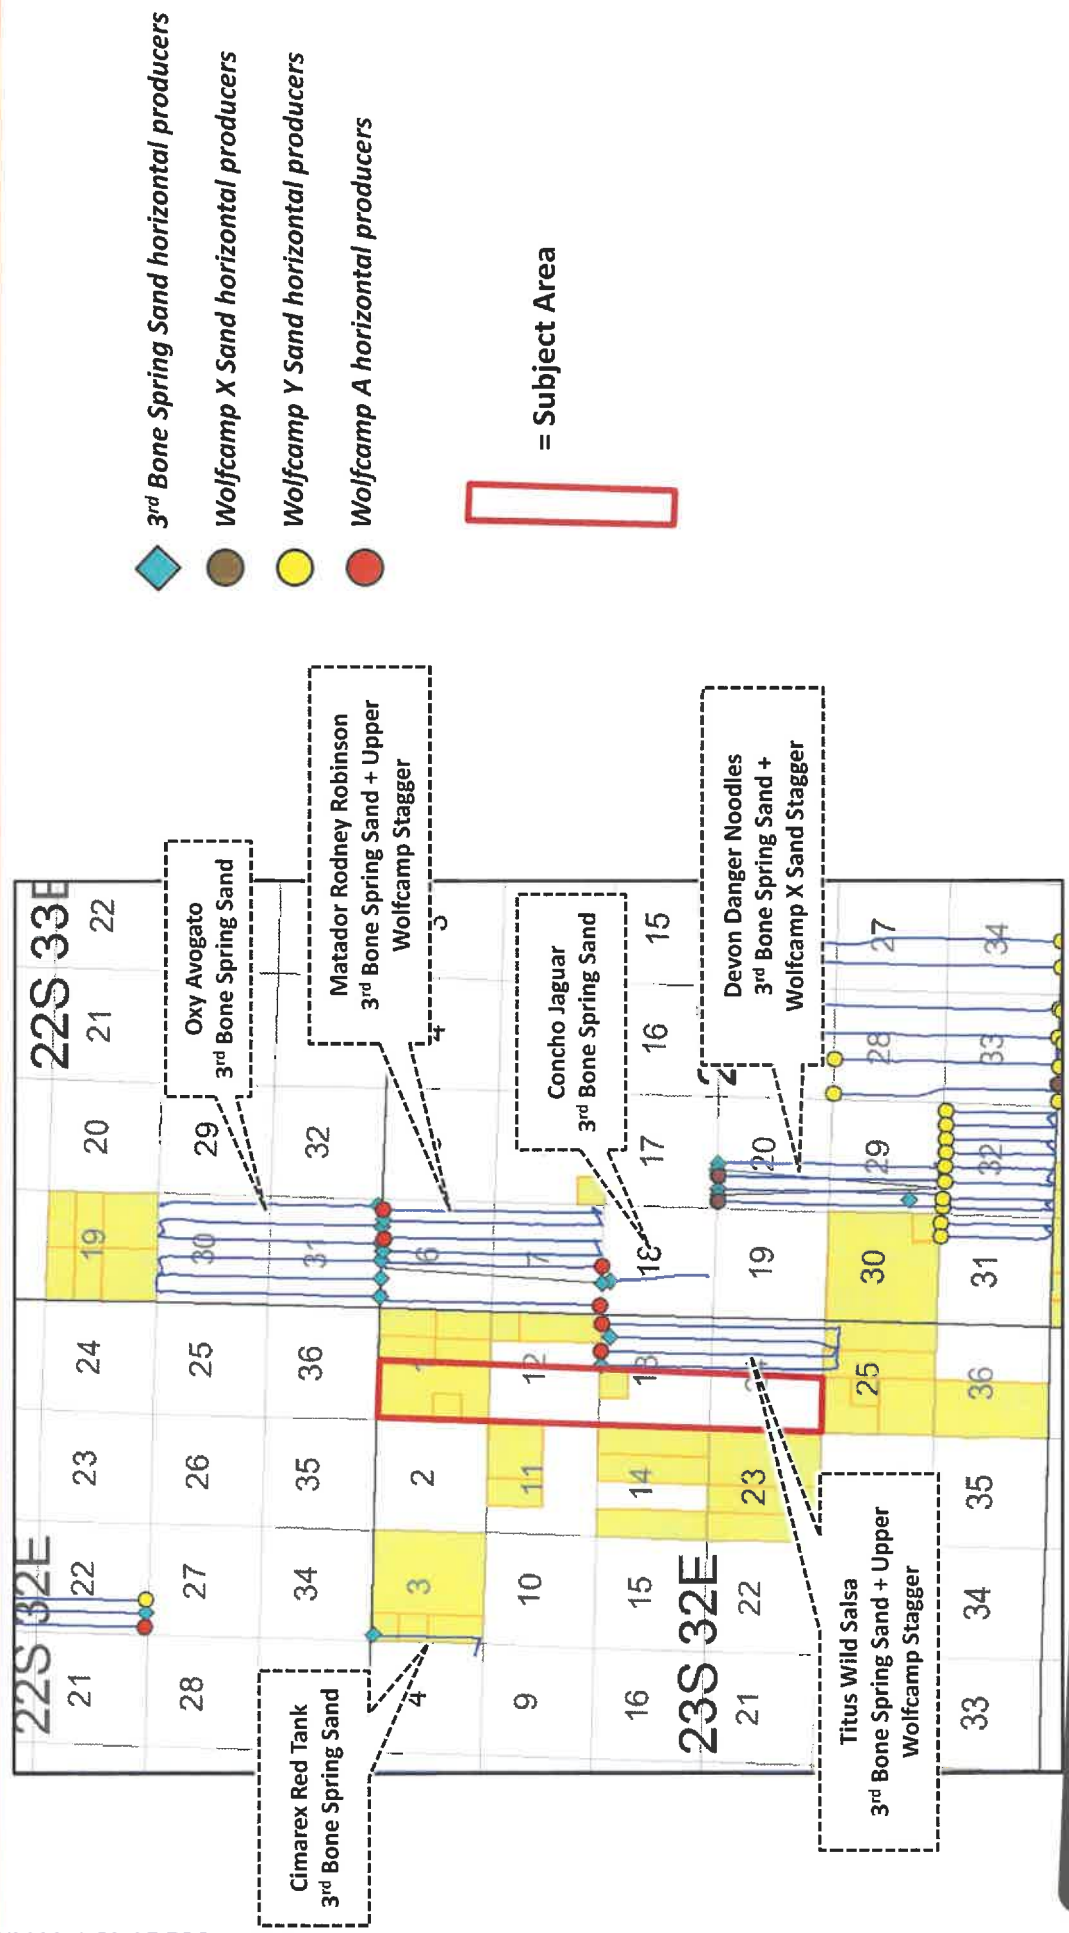 22S 32E
22S 33E
21 22 23 24 19 20 21 22
28 27 26 25 30 29
34 35 36 31 32
4 3 2 1 6 4 3
9 10 11 12 7
16 15 14 13 18 17 16 15
23S 32E
21 22 23 19 20
25 30 29 28 27
33 34 35 36 31 32 33 34
Oxy Avogato
3rd Bone Spring Sand
Matador Rodney Robinson
3rd Bone Spring Sand + Upper
Wolfcamp Stagger
Cimarex Red Tank
3rd Bone Spring Sand
Concho Jaguar
3rd Bone Spring Sand
Devon Danger Noodles
3rd Bone Spring Sand +
Wolfcamp X Sand Stagger
Titus Wild Salsa
3rd Bone Spring Sand + Upper
Wolfcamp Stagger
3rd Bone Spring Sand horizontal producers
Wolfcamp X Sand horizontal producers
Wolfcamp Y Sand horizontal producers
Wolfcamp A horizontal producers
= Subject Area